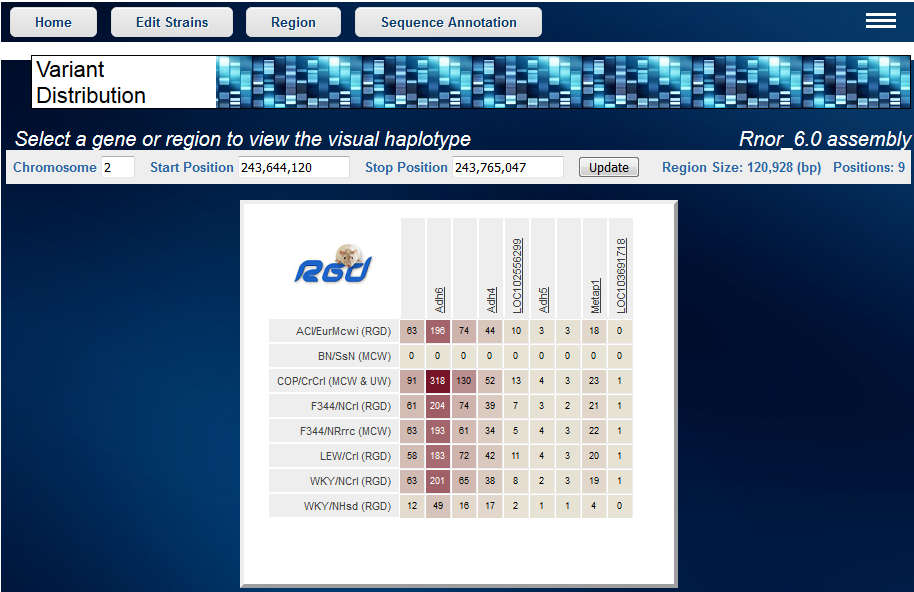 Home Edit Strains Region Sequence Annotation
Variant
Distribution
Select a gene or region to view the visual haplotype Rnor_6.0 assembly
Chromosome 2 Start Position 243,644,120 Stop Position 243,765,047 Update Region Size: 120,928 (bp) Positions: 9
RGD
Adh6 Adh4 LOC102556299 Adh5 Metap1 LOC103691718
ACI/EurMcwi (RGD) 63 196 74 44 10 3 3 18 0
BN/SsN (MCW) 0 0 0 0 0 0 0 0 0
COP/CrCrl (MCW & UW) 91 318 130 52 13 4 3 23 1
F344/NCrl (RGD) 61 204 74 39 7 3 2 21 1
F344/NRrrc (MCW) 63 193 61 34 5 4 3 22 1
LEW/Crl (RGD) 58 183 72 42 11 4 3 20 1
WKY/NCrl (RGD) 63 201 65 38 8 2 3 19 1
WKY/NHsd (RGD) 12 49 16 17 2 1 1 4 0